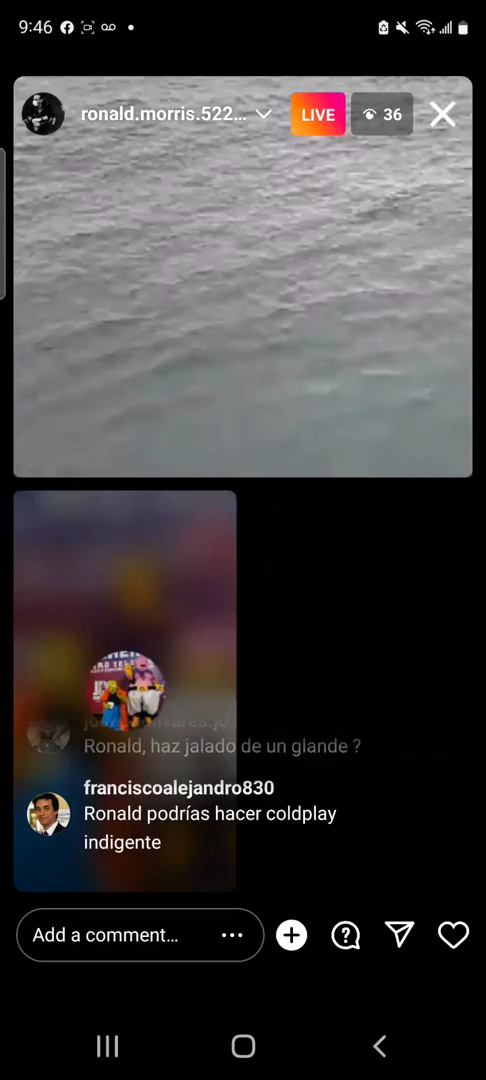 9:46
ronald.morris.522...
LIVE
36
Ronald, haz jalado de un glande ?
franciscoalejandro830
Ronald podrías hacer coldplay
indigente
Add a comment...